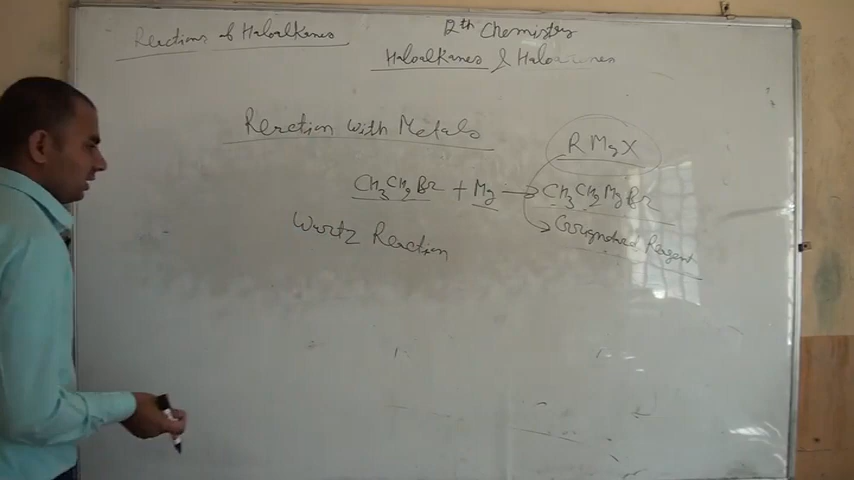 Reactions of Haloalkanes
12th Chemistry
Haloalkanes & Haloarenes
Reaction with Metals
RMgX
CH3CH2Br + Mg → CH3CH2MgBr
Grignard Reagent
Wurtz Reaction